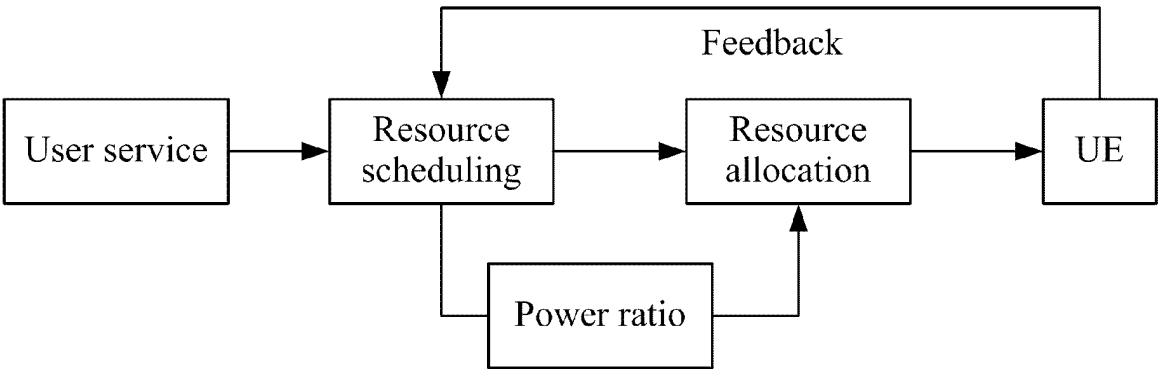 Feedback
User service
Resource
scheduling
Resource
allocation
UE
Power ratio